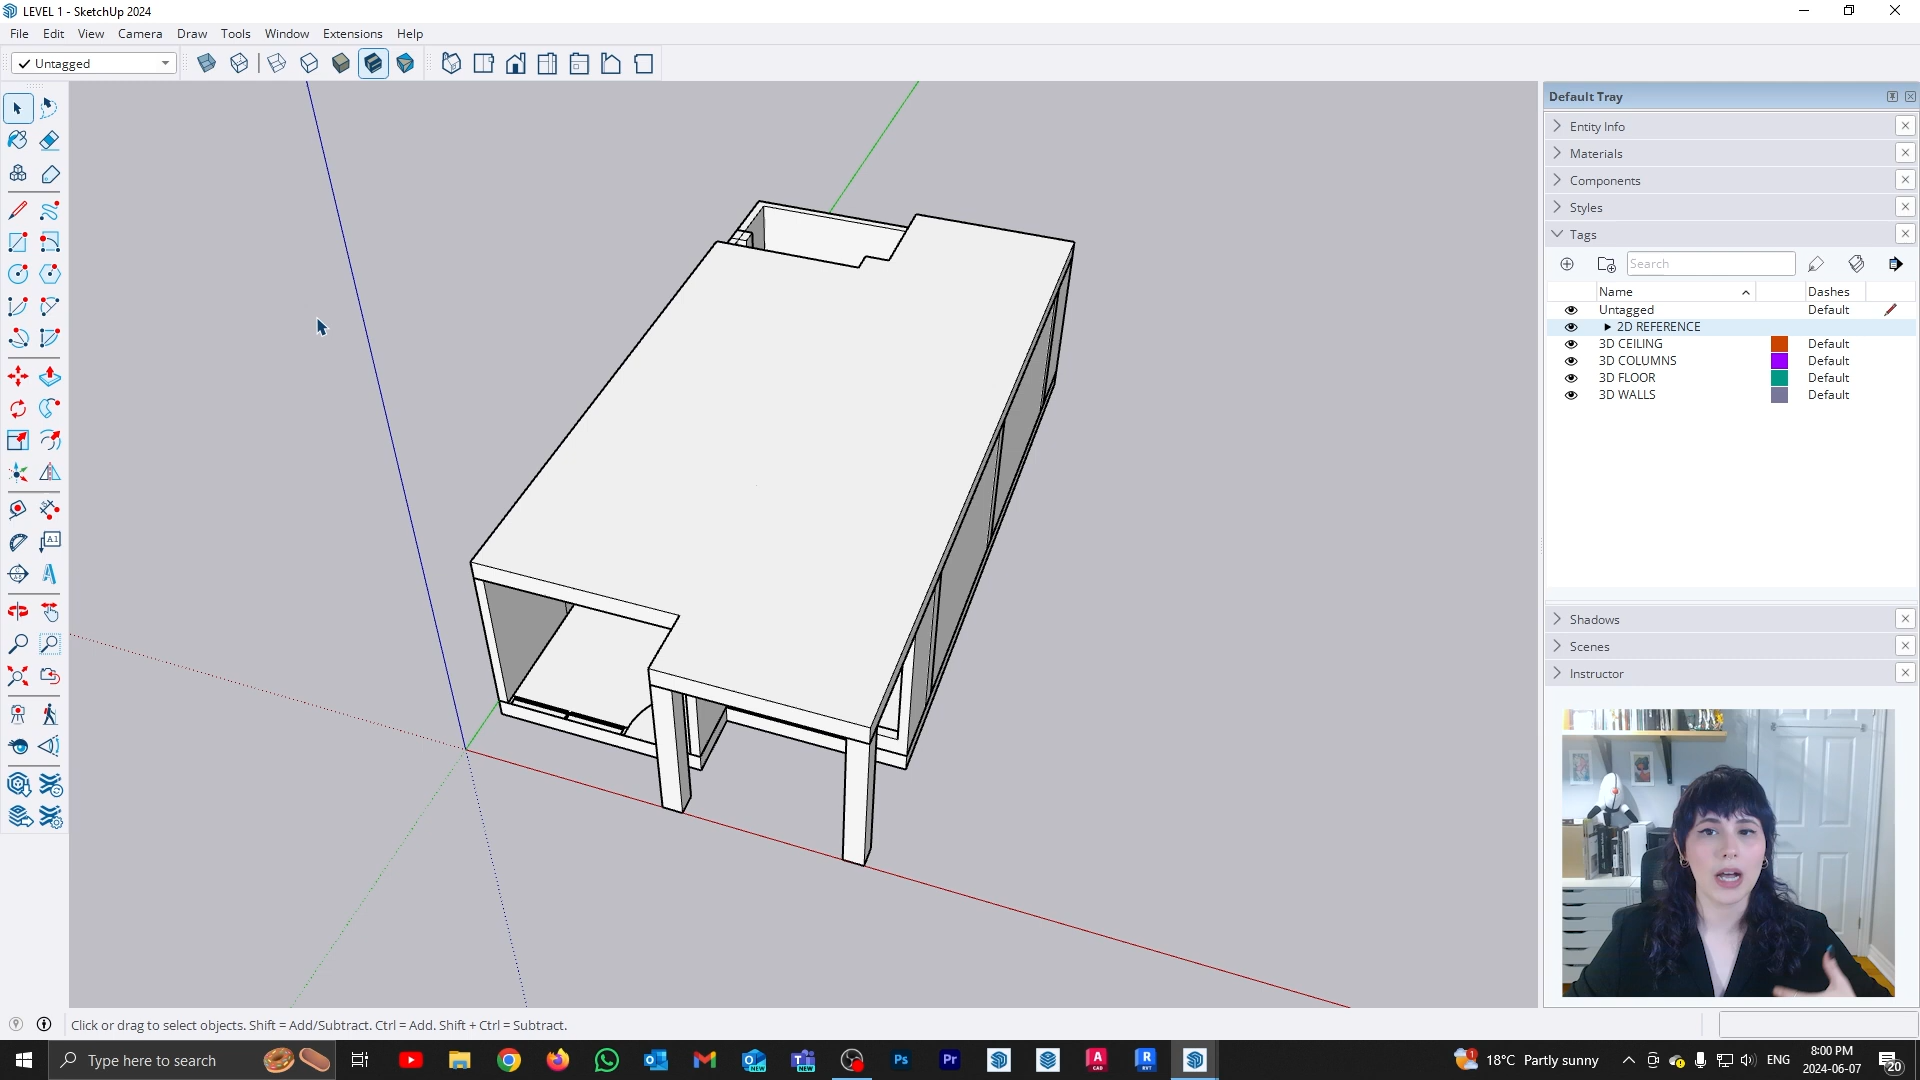 LEVEL 1 - SketchUp 2024
File Edit View Camera Draw Tools Window Extensions Help
Untagged
Default Tray
Entity Info
Materials
Components
Styles
Tags
Search
Name Dashes
Untagged Default
2D REFERENCE
3D CEILING Default
3D COLUMNS Default
3D FLOOR Default
3D WALLS Default
Shadows
Scenes
Instructor
Click or drag to select objects. Shift = Add/Subtract. Ctrl = Add. Shift + Ctrl = Subtract.
Type here to search
18°C Partly sunny
ENG
8:00 PM
2024-06-07
20